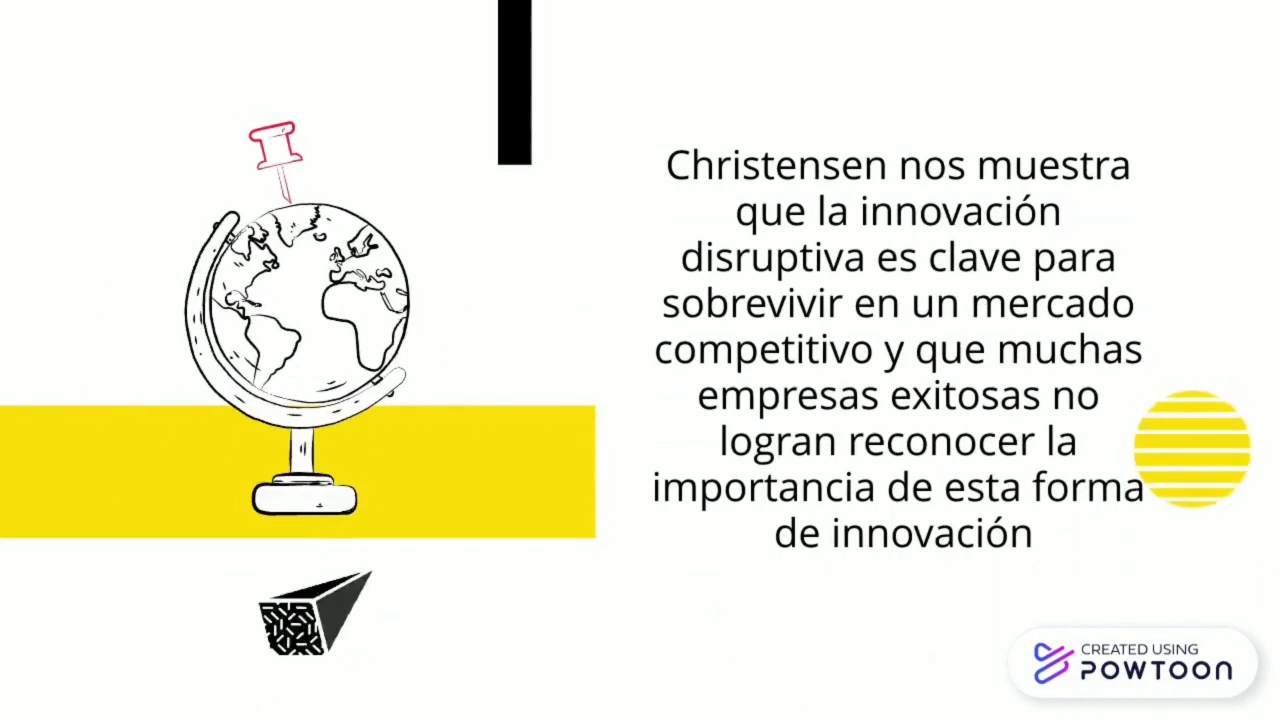 Christensen nos muestra
que la innovación
disruptiva es clave para
sobrevivir en un mercado
competitivo y que muchas
empresas exitosas no
logran reconocer la
importancia de esta forma
de innovación
CREATED USING
POWTOON